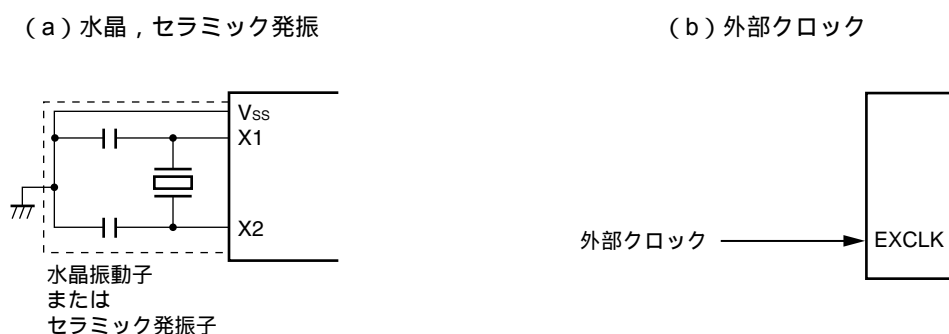 (a)水晶,セラミック発振
(b)外部クロック
VSS
X1
X2
水晶振動子
または
セラミック発振子
外部クロック
EXCLK